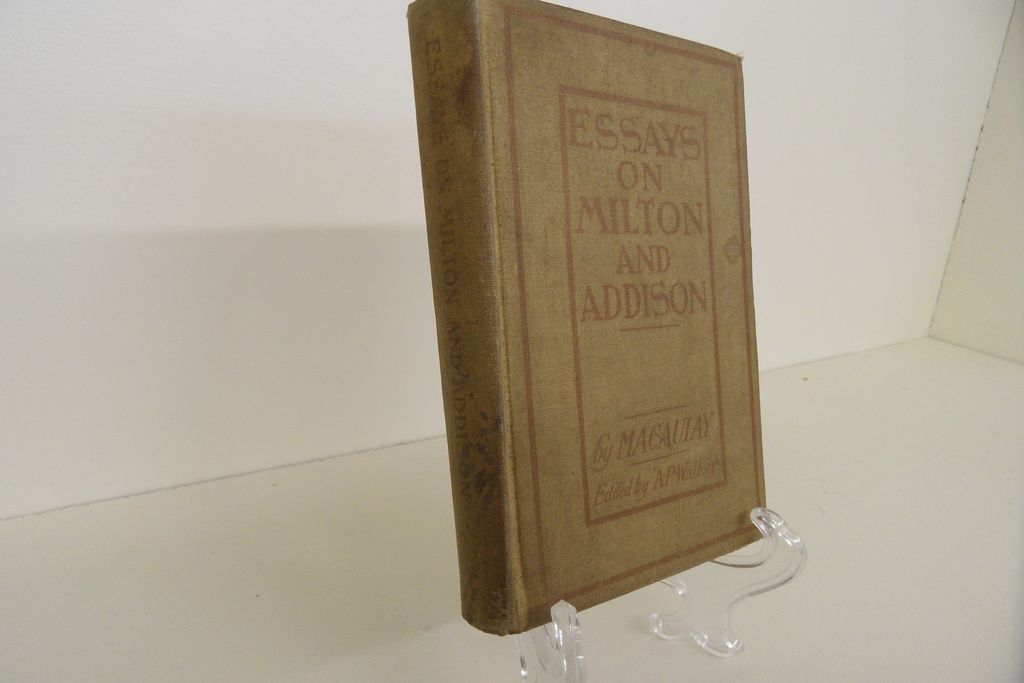 ESSAYS ON MILTON AND ADDISON
ESSAYS
ON
MILTON
AND
ADDISON
by MACAULAY
Edited by A.P. Walker